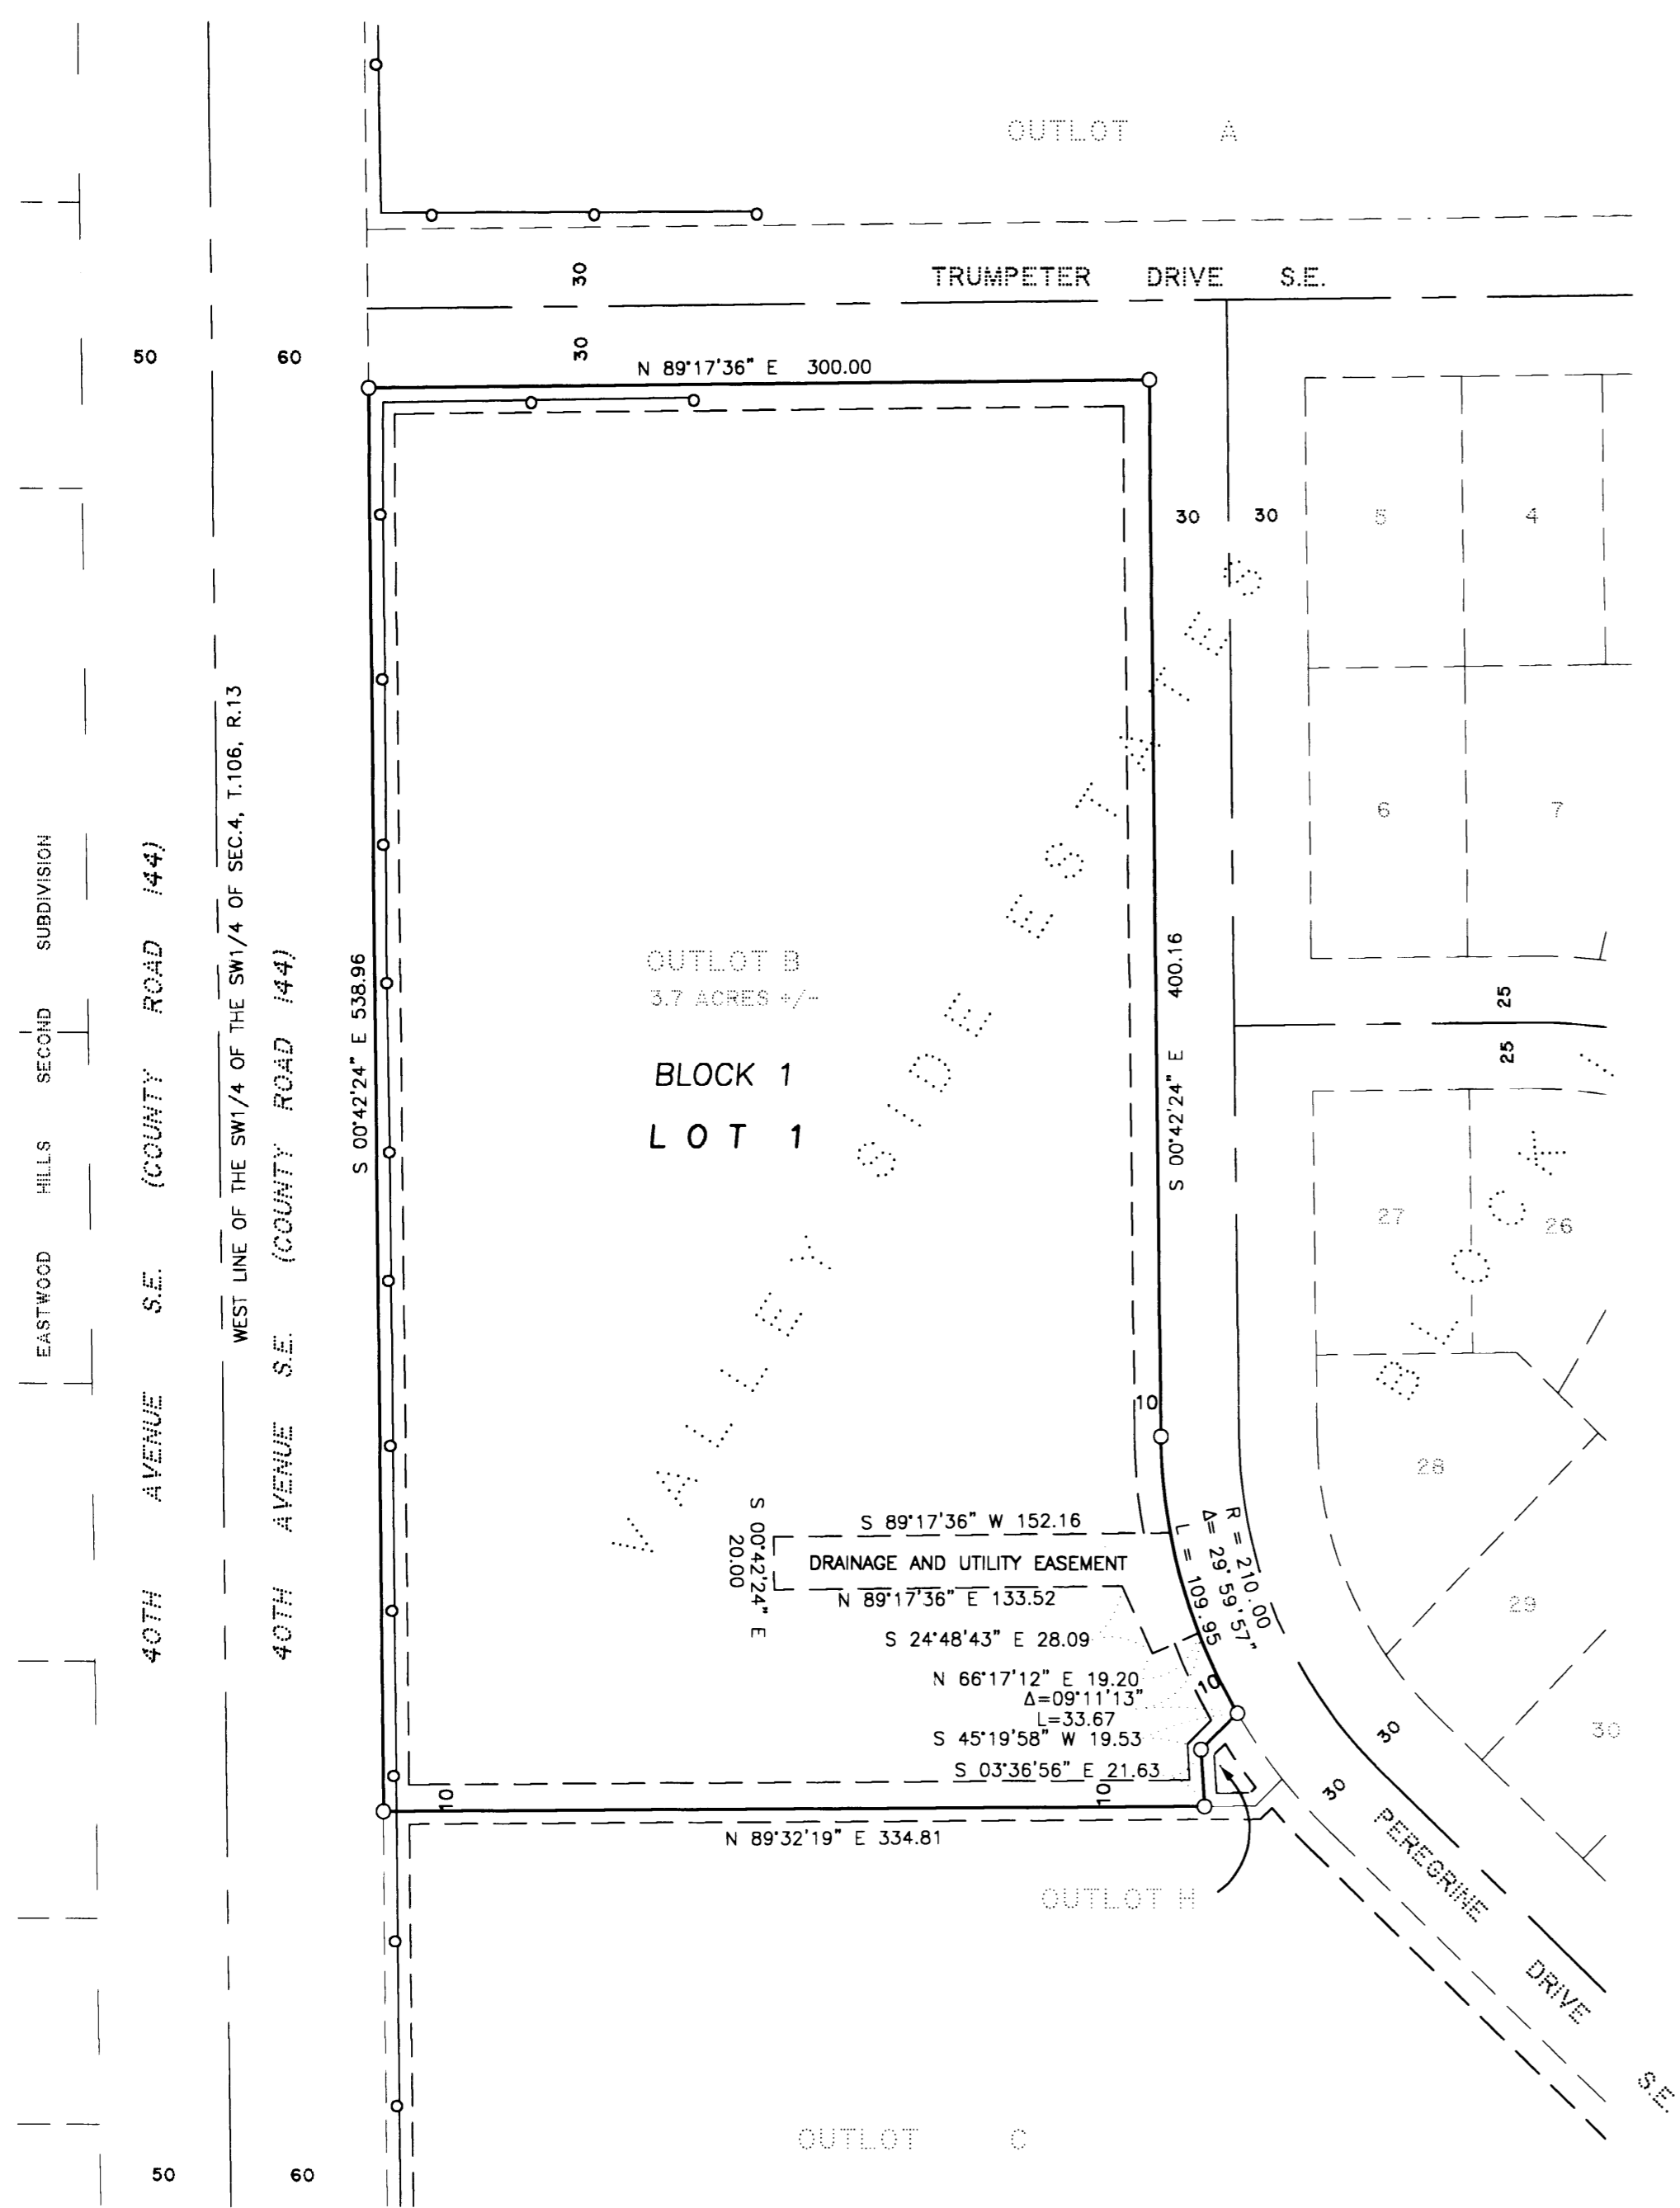 OUTLOT A
30
TRUMPETER DRIVE S.E.
50
60
30
N 89°17'36" E 300.00
30
30
5
4
6
7
WEST LINE OF THE SW1/4 OF THE SW1/4 OF SEC.4, T.106, R.13
EASTWOOD HILLS SECOND SUBDIVISION
40TH AVENUE S.E. (COUNTY ROAD 144)
40TH AVENUE S.E. (COUNTY ROAD 144)
S 00°42'24" E 538.96
OUTLOT B
3.7 ACRES +/-
BLOCK 1
LOT 1
VALLEY SIDE ESTATES
S 00°42'24" E 400.16
25
25
BLOCK 1
27
26
28
29
30
10
S 89°17'36" W 152.16
DRAINAGE AND UTILITY EASEMENT
N 89°17'36" E 133.52
S 00°42'24" E
20.00
R = 210.00
Δ= 29°59'57"
L = 109.95
S 24°48'43" E 28.09
N 66°17'12" E 19.20
Δ=09°11'13"
L=33.67
S 45°19'58" W 19.53
S 03°36'56" E 21.63
10
10
10
N 89°32'19" E 334.81
30
30
PEREGRINE DRIVE S.E.
OUTLOT H
OUTLOT C
50
60